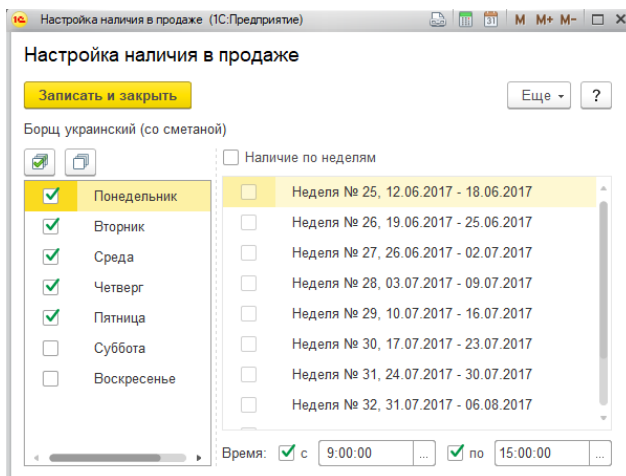 1С Настройка наличия в продаже (1С:Предприятие) 31 M M+ M-
Настройка наличия в продаже
Записать и закрыть Еще ?
Борщ украинский (со сметаной)
Наличие по неделям
Понедельник
Вторник
Среда
Четверг
Пятница
Суббота
Воскресенье
Неделя № 25, 12.06.2017 - 18.06.2017
Неделя № 26, 19.06.2017 - 25.06.2017
Неделя № 27, 26.06.2017 - 02.07.2017
Неделя № 28, 03.07.2017 - 09.07.2017
Неделя № 29, 10.07.2017 - 16.07.2017
Неделя № 30, 17.07.2017 - 23.07.2017
Неделя № 31, 24.07.2017 - 30.07.2017
Неделя № 32, 31.07.2017 - 06.08.2017
Время: с 9:00:00 ... по 15:00:00 ...